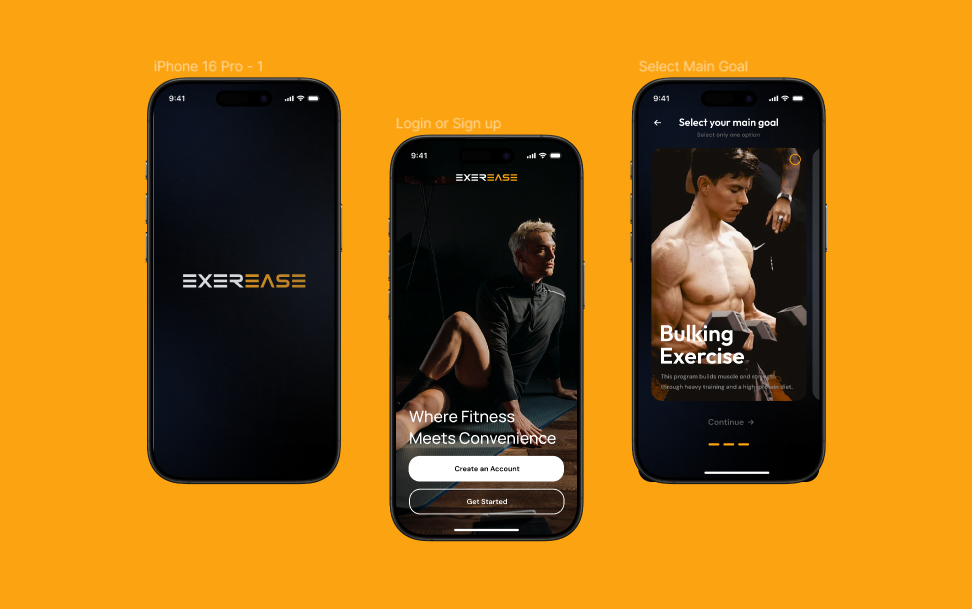 iPhone 16 Pro - 1
9:41
EXEREASE
Login or Sign up
9:41
EXEREASE
Where Fitness
Meets Convenience
Create an Account
Get Started
Select Main Goal
9:41
Select your main goal
Select only one option
Bulking
Exercise
This program builds muscle and strength
through heavy training and a high-protein diet.
Continue →